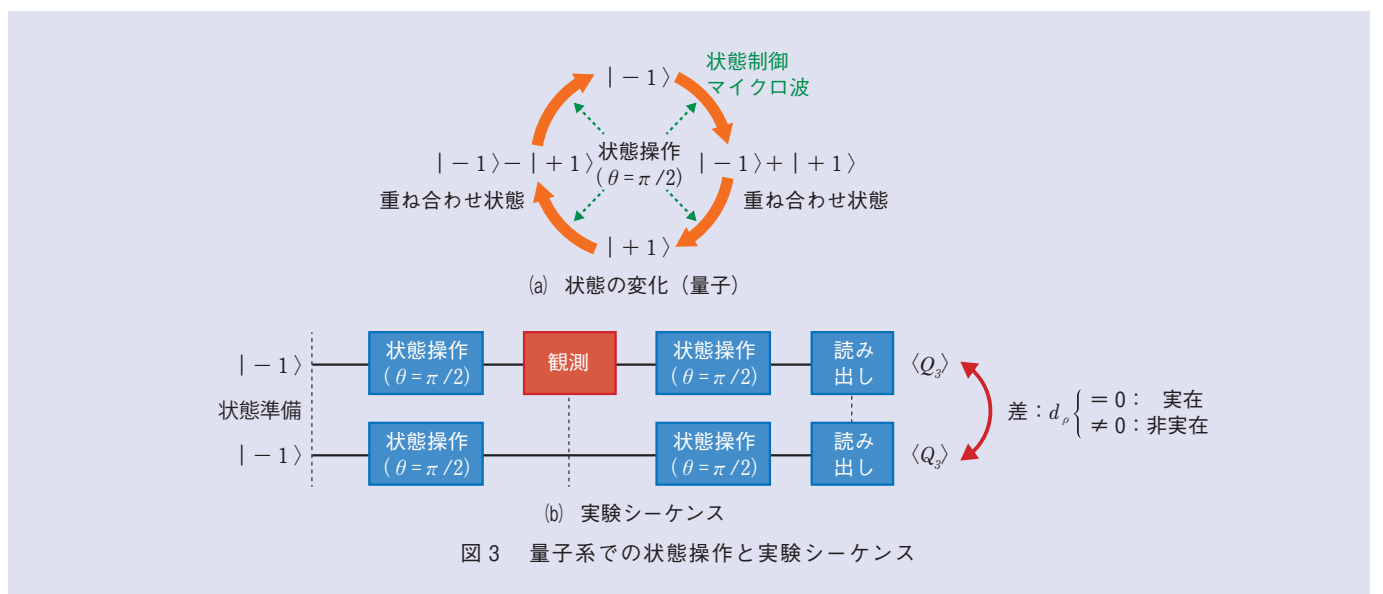 |−1⟩
状態制御
マイクロ波
|−1⟩−|+1⟩
状態操作
(θ=π/2)
|−1⟩+|+1⟩
重ね合わせ状態
重ね合わせ状態
|+1⟩
(a) 状態の変化（量子）
|−1⟩
状態操作
(θ=π/2)
観測
状態操作
(θ=π/2)
読み
出し
⟨Q₃⟩
状態準備
差：dρ { ＝0： 実在
≠0：非実在
|−1⟩
状態操作
(θ=π/2)
状態操作
(θ=π/2)
読み
出し
⟨Q₃⟩
(b) 実験シーケンス
図3 量子系での状態操作と実験シーケンス